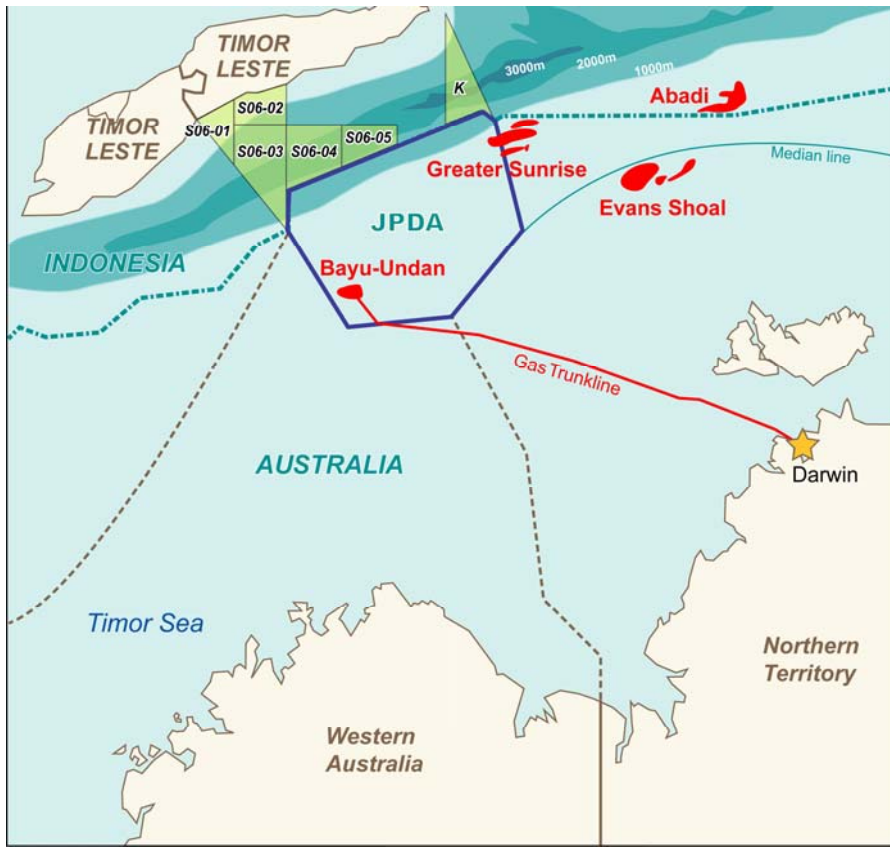 TIMOR
LESTE
TIMOR
LESTE
S06-01
S06-02
S06-03
S06-04
S06-05
K
3000m
2000m
1000m
Abadi
Greater Sunrise
Median line
Evans Shoal
JPDA
INDONESIA
Bayu-Undan
Gas Trunkline
AUSTRALIA
Darwin
Timor Sea
Northern
Territory
Western
Australia